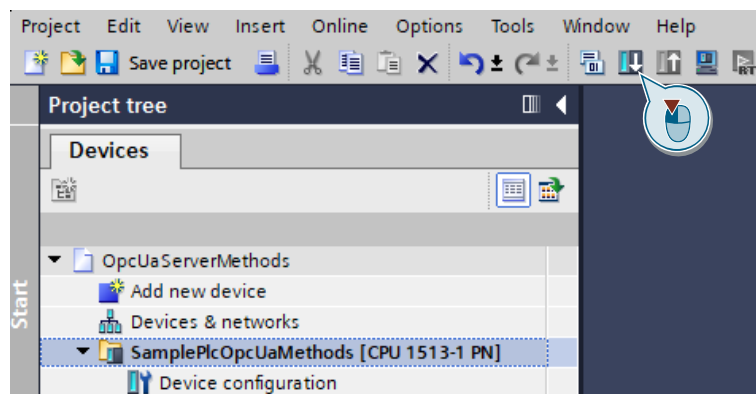 Project Edit View Insert Online Options Tools Window Help
Save project
Project tree
Devices
Start
OpcUaServerMethods
Add new device
Devices & networks
SamplePlcOpcUaMethods [CPU 1513-1 PN]
Device configuration